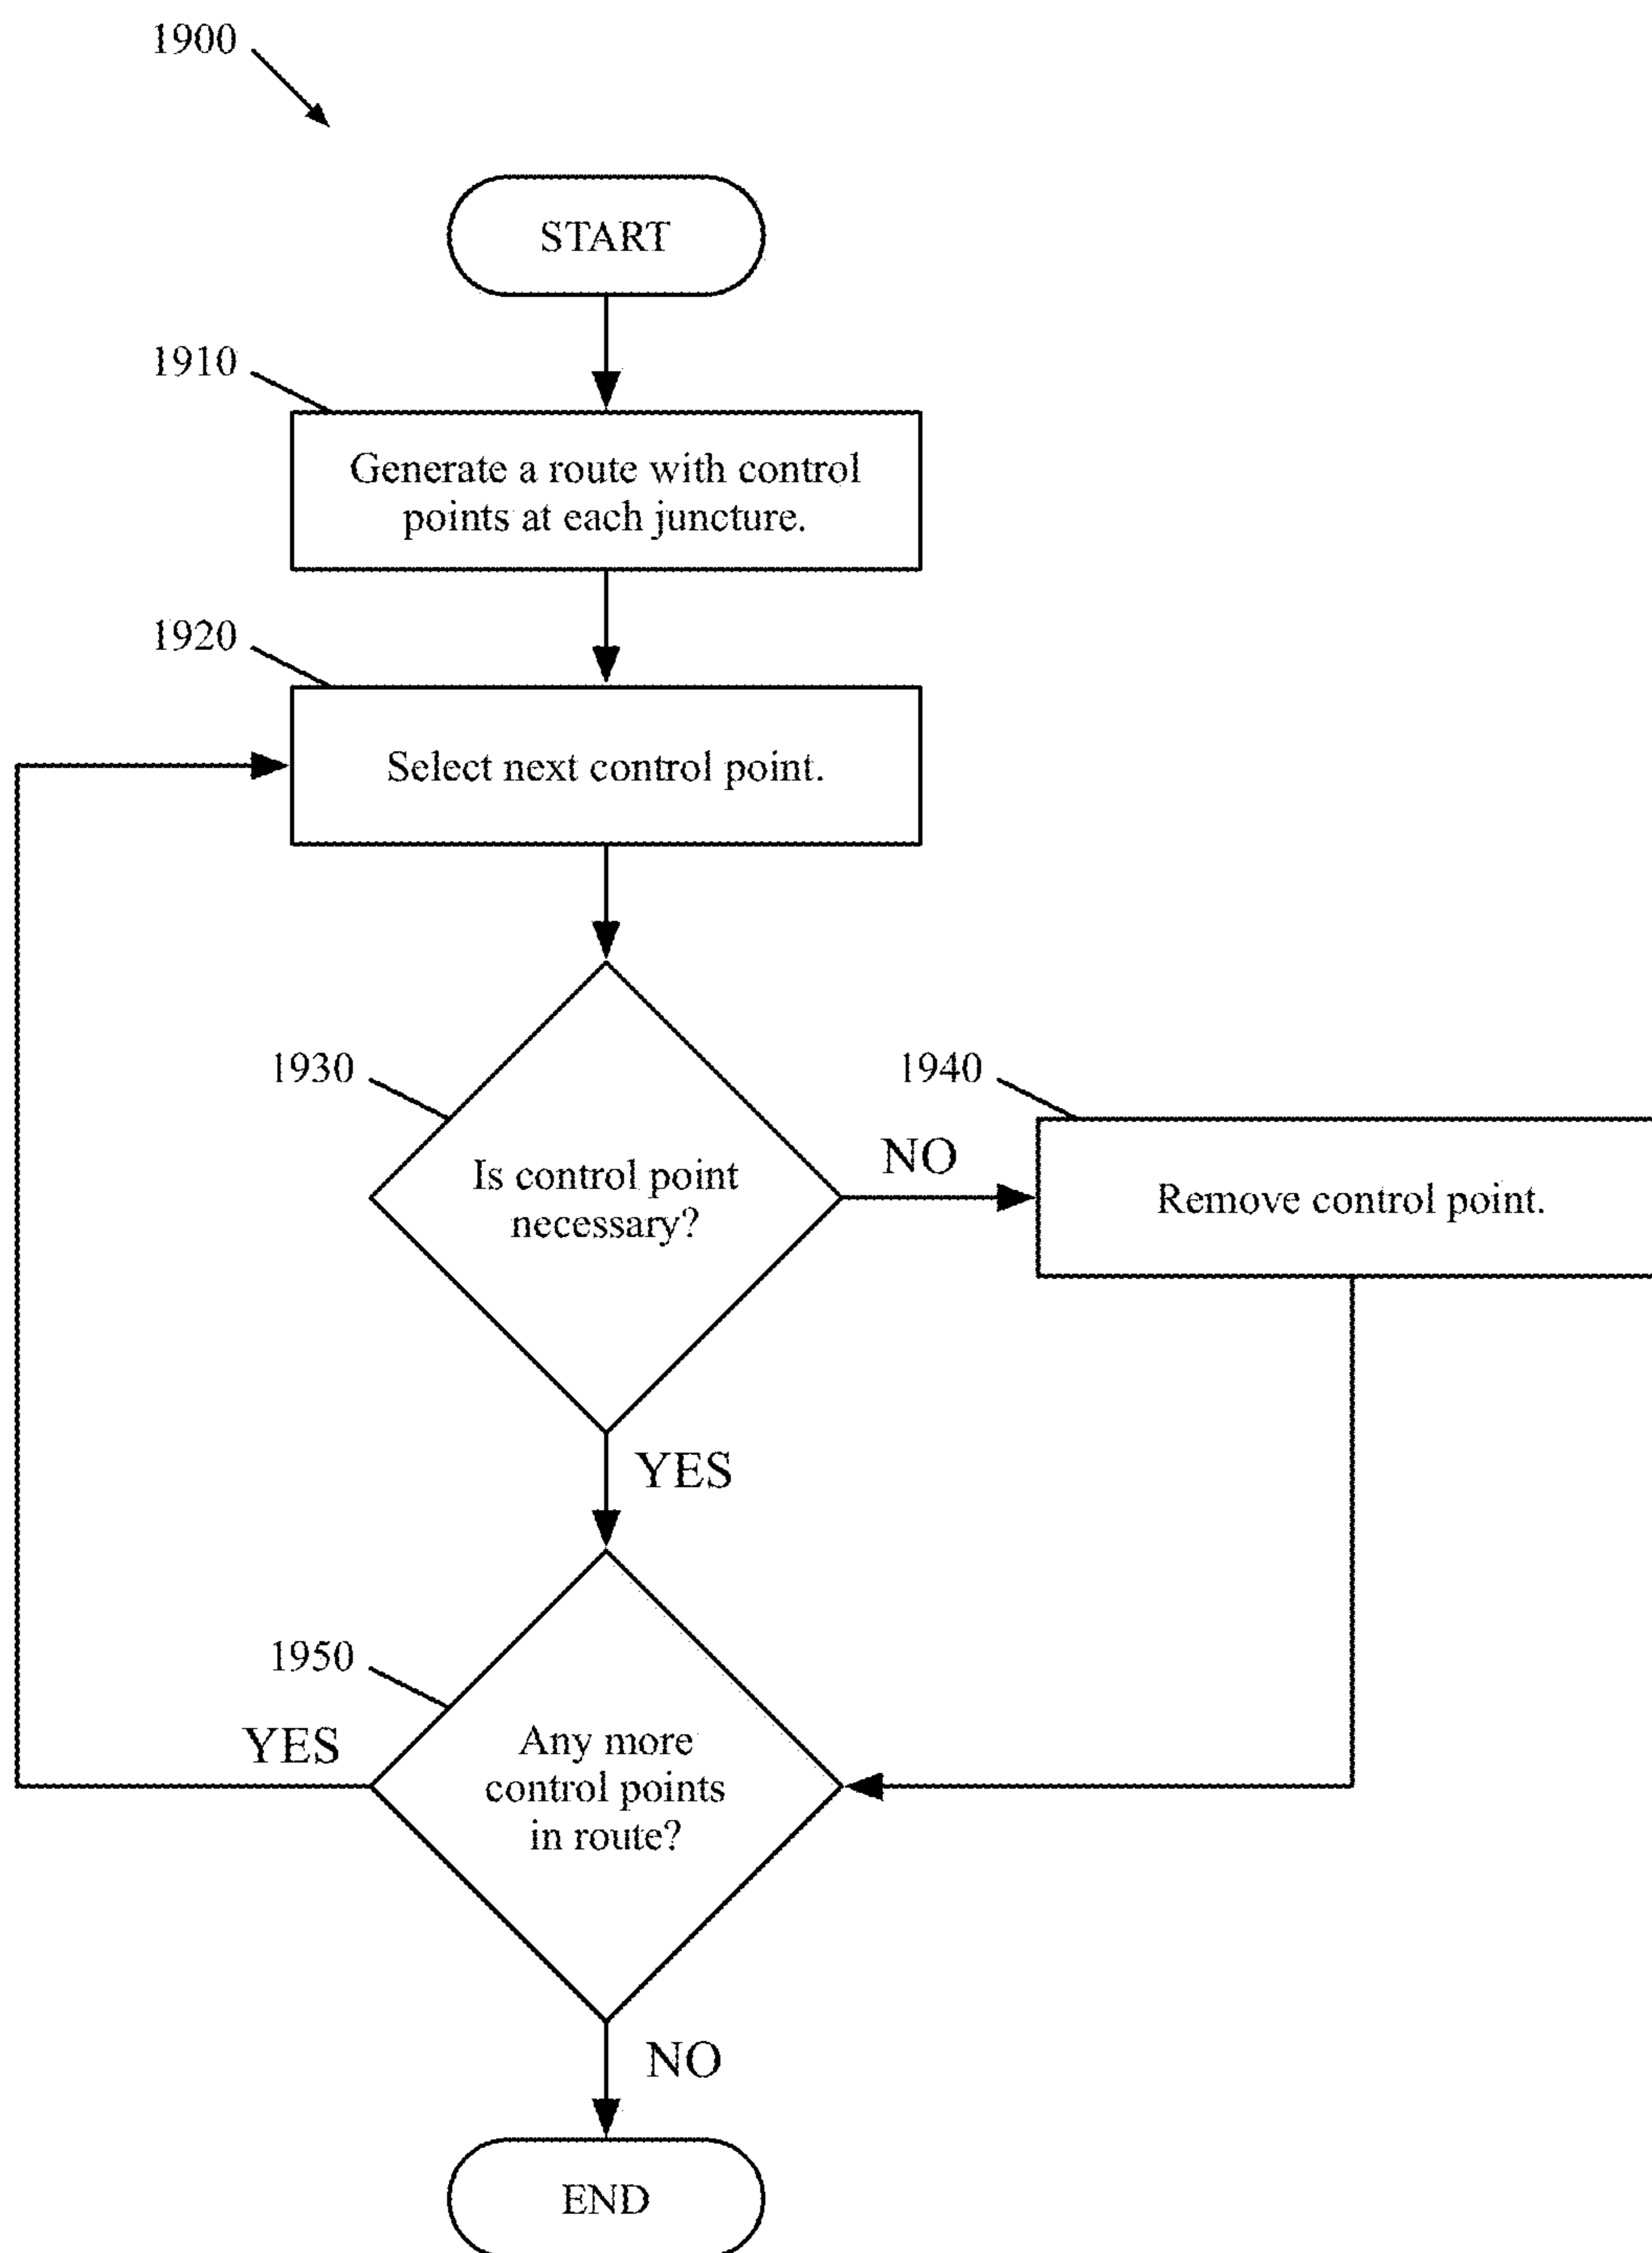 1900
START
1910
Generate a route with control
points at each juncture.
1920
Select next control point.
1930
Is control point
necessary?
NO
1940
Remove control point.
YES
1950
YES
Any more
control points
in route?
NO
END